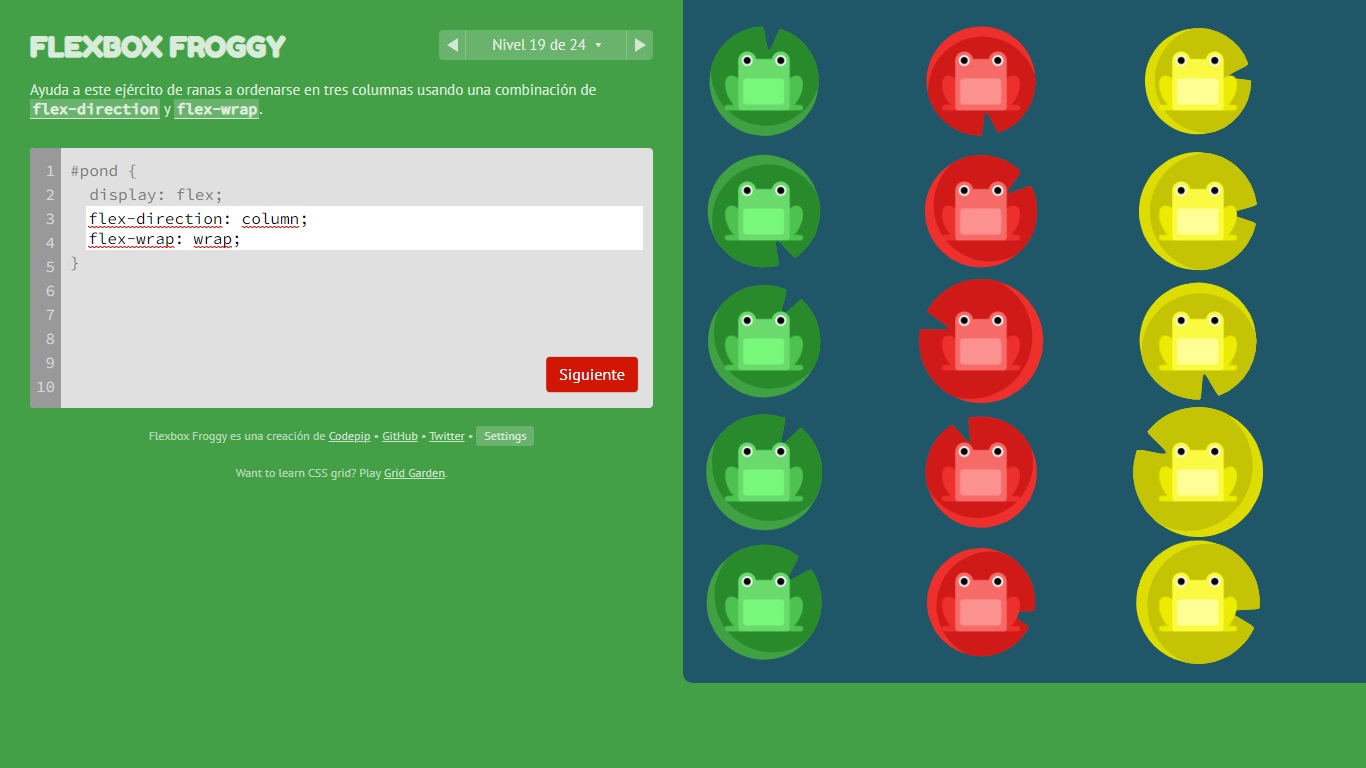 FLEXBOX FROGGY
Nivel 19 de 24
Ayuda a este ejército de ranas a ordenarse en tres columnas usando una combinación de
flex-direction y flex-wrap.
1 #pond {
2 display: flex;
3 flex-direction: column;
4 flex-wrap: wrap;
5 }
6
7
8
9
10
Siguiente
Flexbox Froggy es una creación de Codepip • GitHub • Twitter • Settings
Want to learn CSS grid? Play Grid Garden.